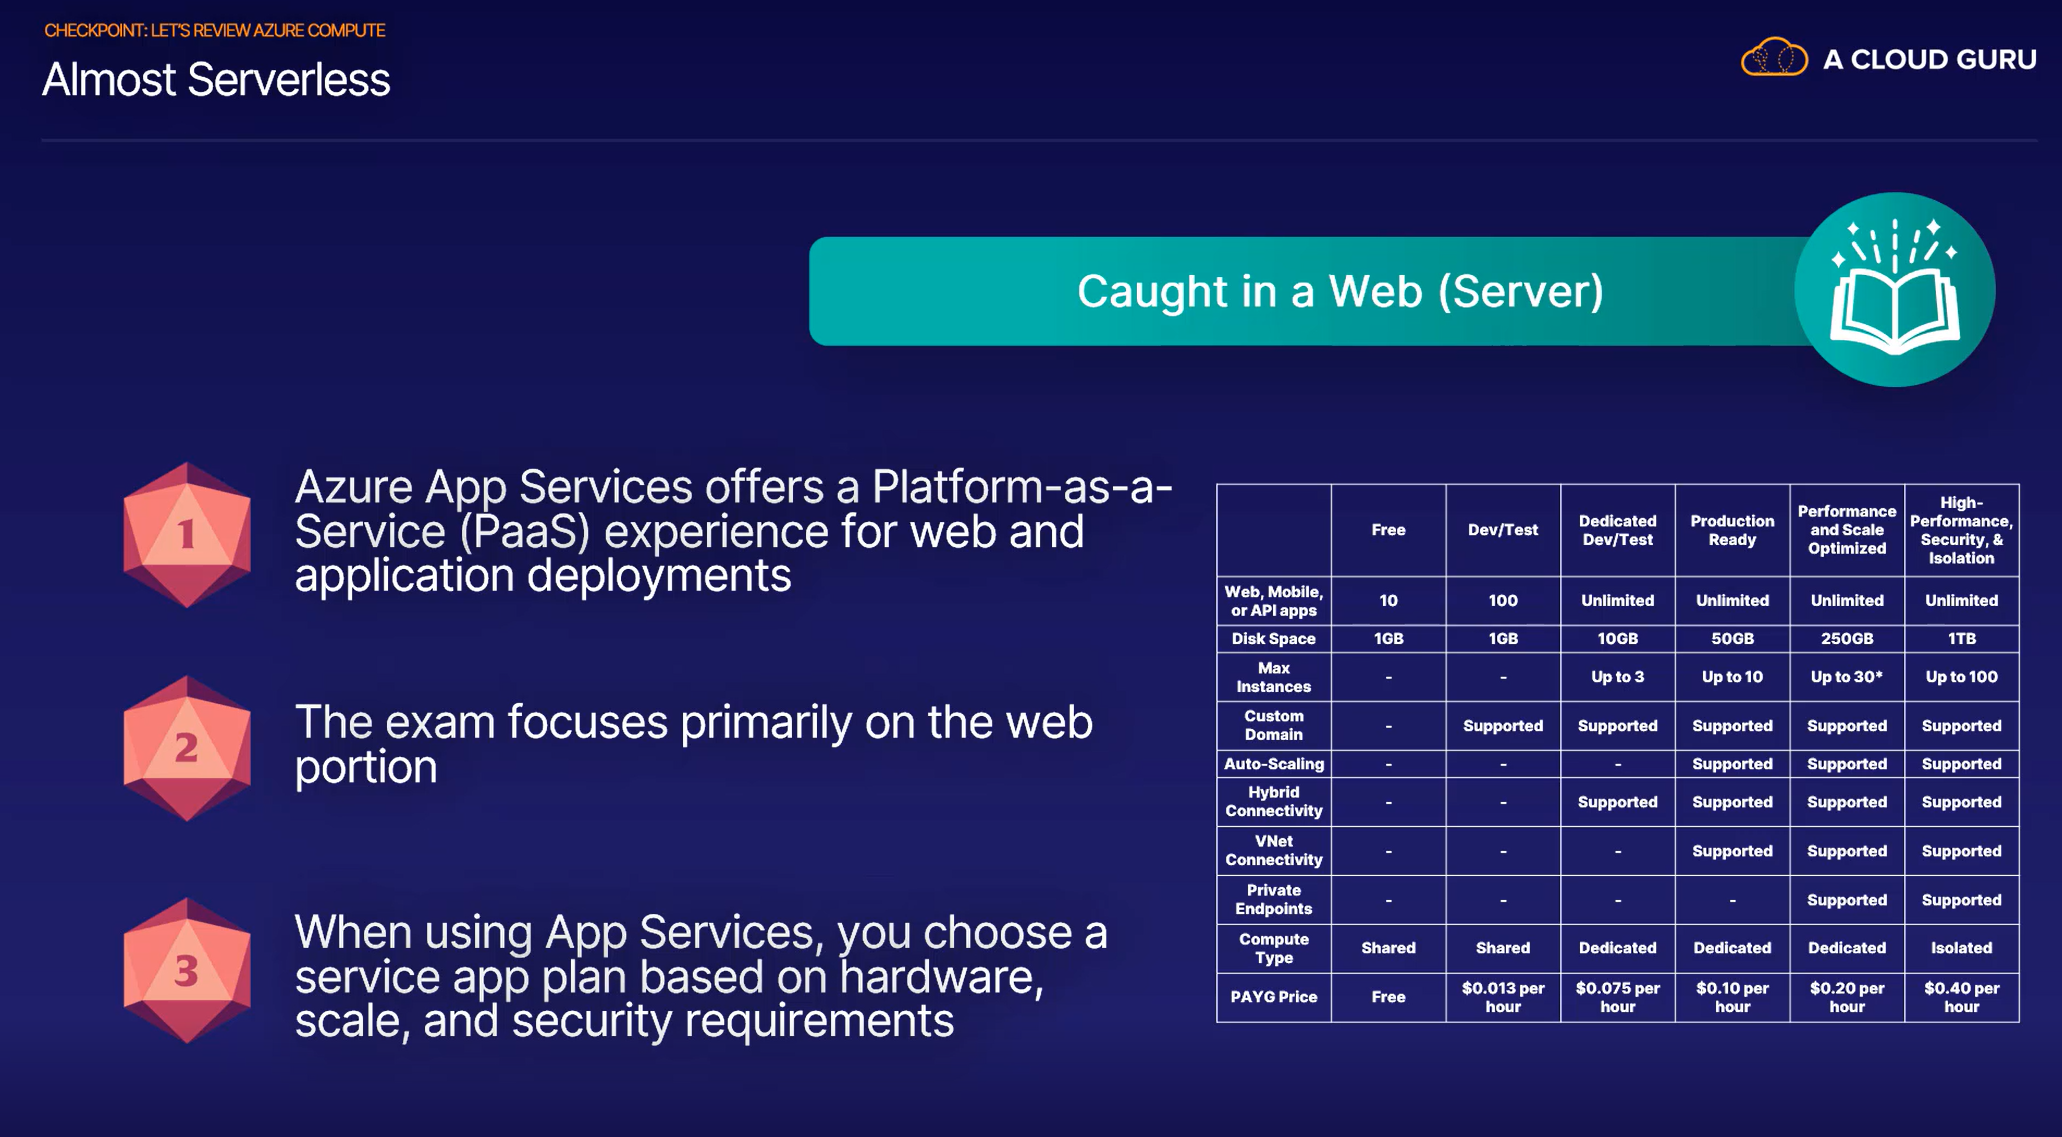 CHECKPOINT: LET'S REVIEW AZURE COMPUTE
Almost Serverless
A CLOUD GURU
Caught in a Web (Server)
1
Azure App Services offers a Platform-as-a-
Service (PaaS) experience for web and
application deployments
2
The exam focuses primarily on the web
portion
3
When using App Services, you choose a
service app plan based on hardware,
scale, and security requirements
Free Dev/Test Dedicated Dev/Test Production Ready Performance and Scale Optimized High-Performance, Security, & Isolation
Web, Mobile, or API apps 10 100 Unlimited Unlimited Unlimited Unlimited
Disk Space 1GB 1GB 10GB 50GB 250GB 1TB
Max Instances - - Up to 3 Up to 10 Up to 30* Up to 100
Custom Domain - Supported Supported Supported Supported Supported
Auto-Scaling - - - Supported Supported Supported
Hybrid Connectivity - - Supported Supported Supported Supported
VNet Connectivity - - - Supported Supported Supported
Private Endpoints - - - - Supported Supported
Compute Type Shared Shared Dedicated Dedicated Dedicated Isolated
PAYG Price Free $0.013 per hour $0.075 per hour $0.10 per hour $0.20 per hour $0.40 per hour